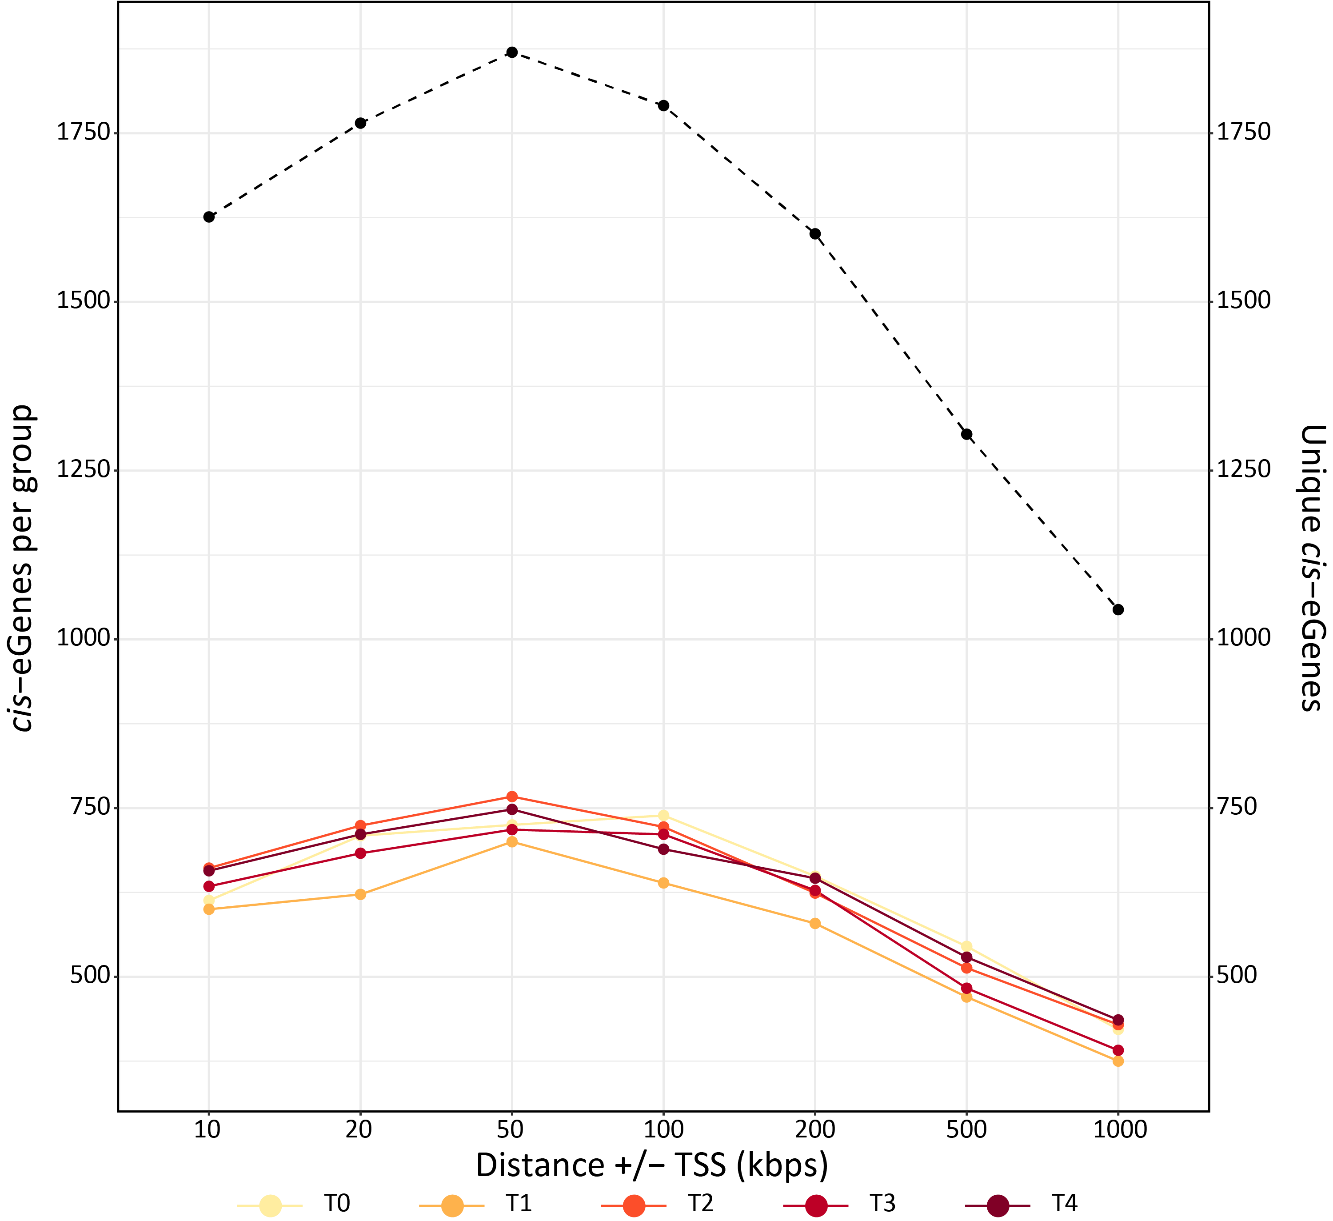 1750
1500
1250
1000
750
500
cis−eGenes per group
1750
1500
1250
1000
750
500
Unique cis−eGenes
10 20 50 100 200 500 1000
Distance +/− TSS (kbps)
T0 T1 T2 T3 T4